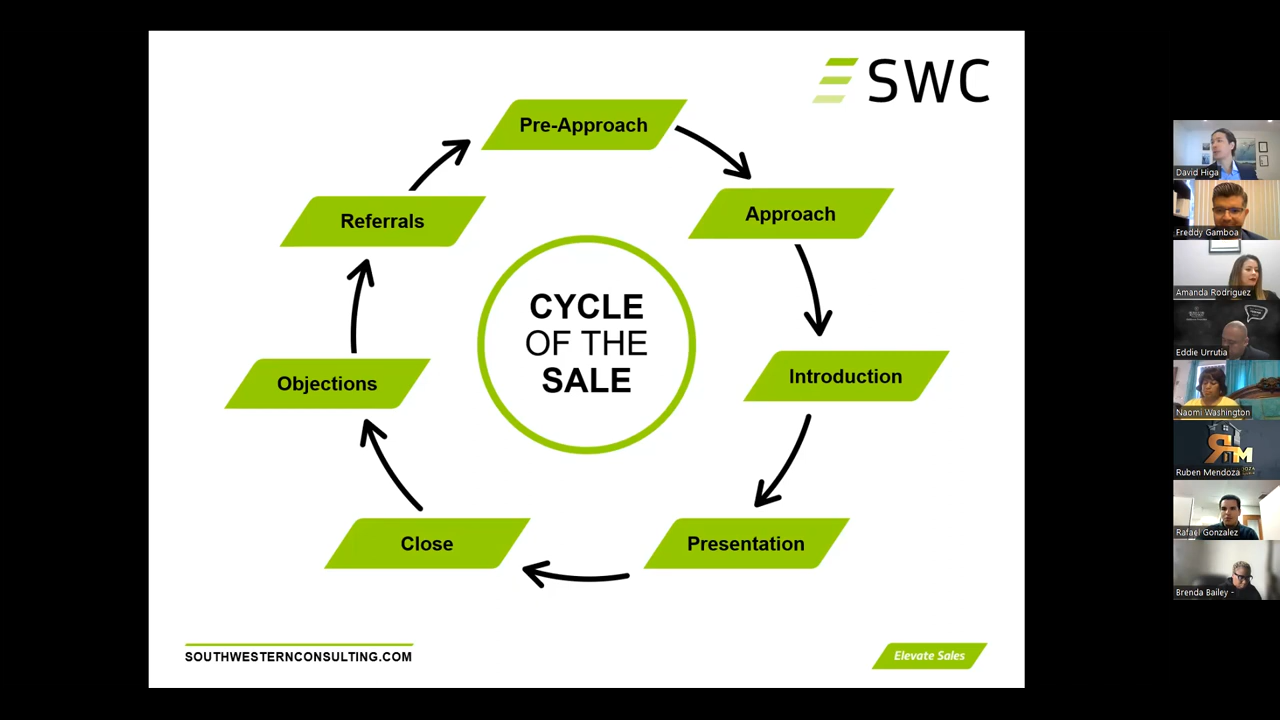 SWC
Pre-Approach
Approach
Introduction
Presentation
Close
Objections
Referrals
CYCLE
OF THE
SALE
SOUTHWESTERNCONSULTING.COM
Elevate Sales
David Higa
Freddy Gamboa
Amanda Rodriguez
Eddie Urrutia
Naomi Washington
RM
Ruben Mendoza
Rafael Gonzalez
Brenda Bailey -